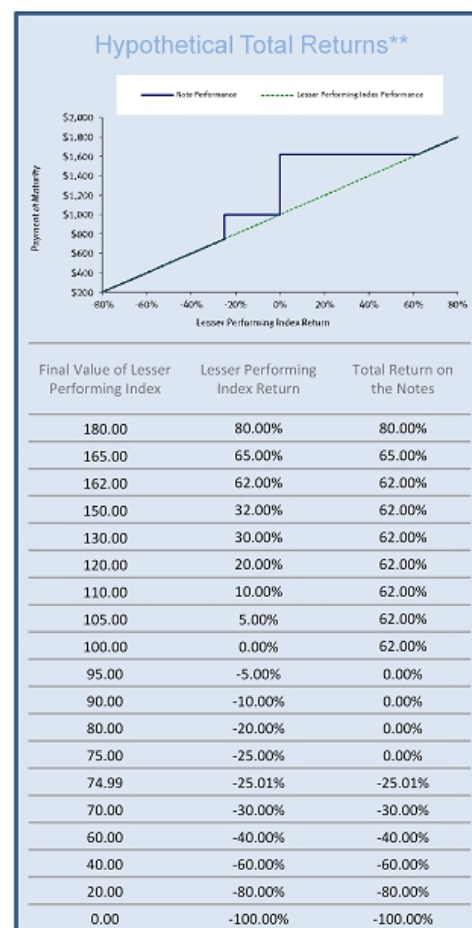 Hypothetical Total Returns**
Note Performance Lesser Performing Index Performance
$2,000
$1,800
$1,600
$1,400
$1,200
$1,000
$800
$600
$400
$200
Payment at Maturity
-80% -60% -40% -20% 0% 20% 40% 60% 80%
Lesser Performing Index Return
Final Value of Lesser Performing Index Lesser Performing Index Return Total Return on the Notes
180.00 80.00% 80.00%
165.00 65.00% 65.00%
162.00 62.00% 62.00%
150.00 32.00% 62.00%
130.00 30.00% 62.00%
120.00 20.00% 62.00%
110.00 10.00% 62.00%
105.00 5.00% 62.00%
100.00 0.00% 62.00%
95.00 -5.00% 0.00%
90.00 -10.00% 0.00%
80.00 -20.00% 0.00%
75.00 -25.00% 0.00%
74.99 -25.01% -25.01%
70.00 -30.00% -30.00%
60.00 -40.00% -40.00%
40.00 -60.00% -60.00%
20.00 -80.00% -80.00%
0.00 -100.00% -100.00%